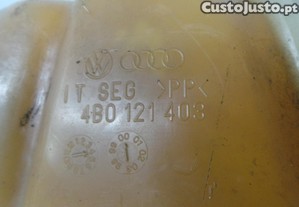 CustoJusto.pt
IT SEG >PP<
4B0 121 403